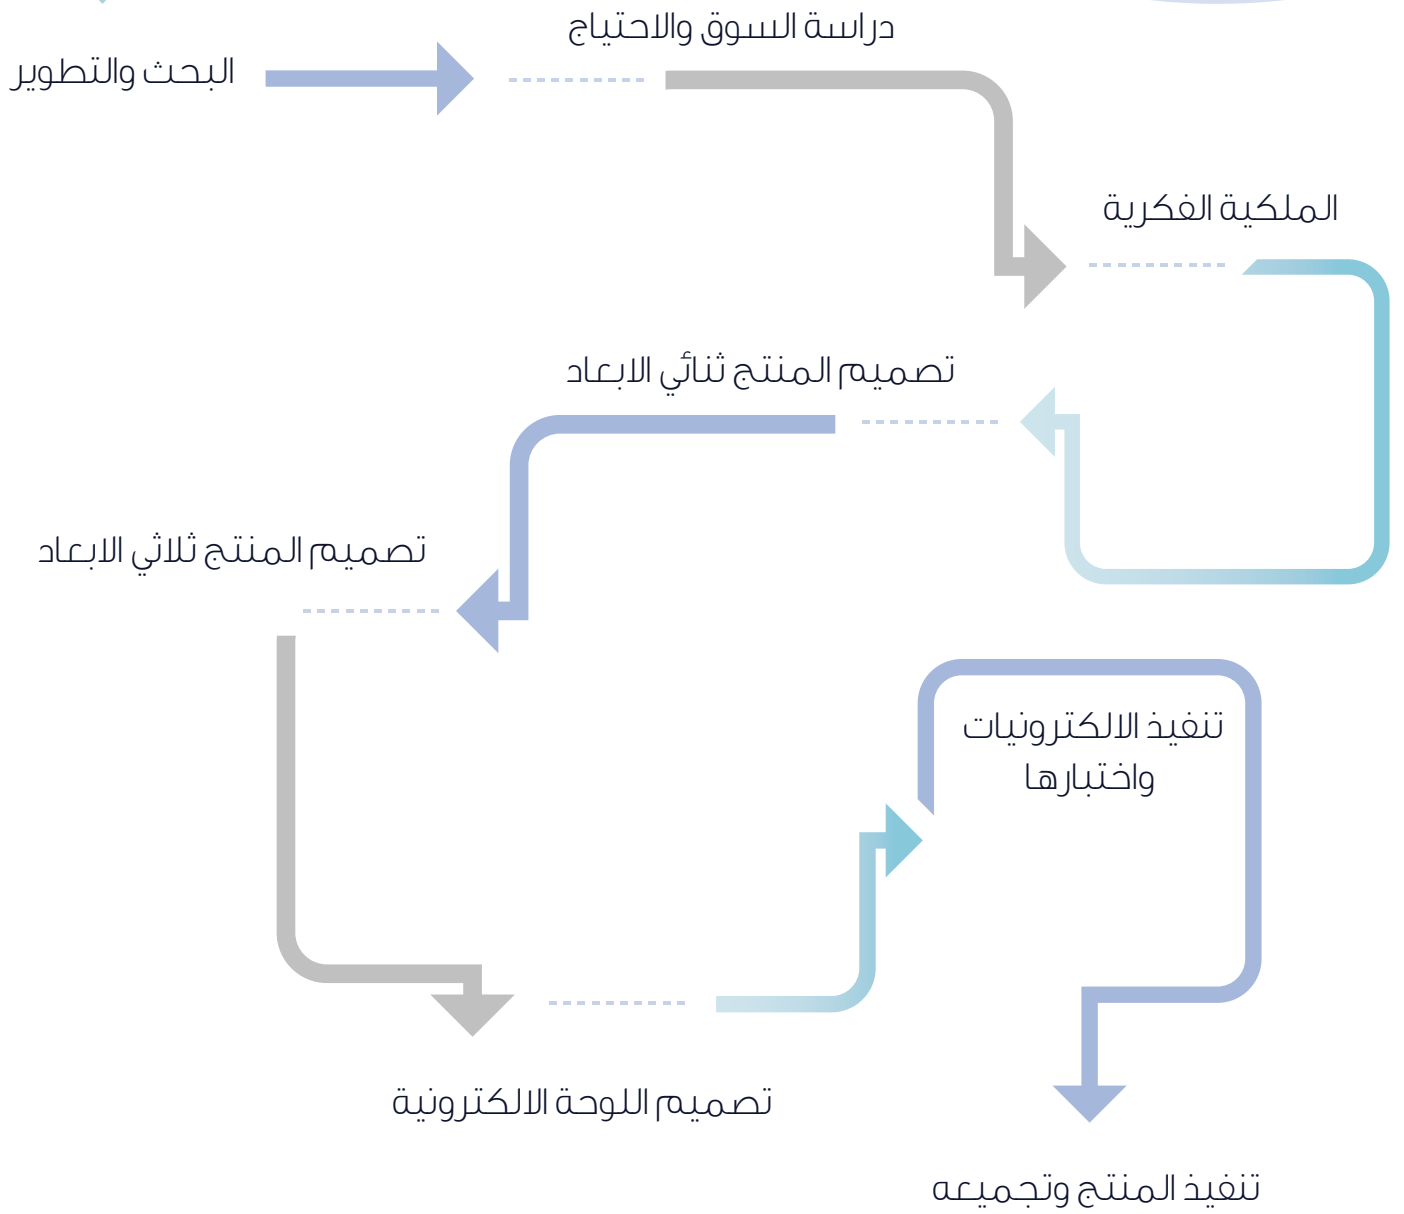 البحث والتطوير
دراسة السوق والاحتياج
الملكية الفكرية
تصميم المنتج ثنائي الابعاد
تصميم المنتج ثلاثي الابعاد
تصميم اللوحة الالكترونية
تنفيذ الالكترونيات
واختبارها
تنفيذ المنتج وتجميعه